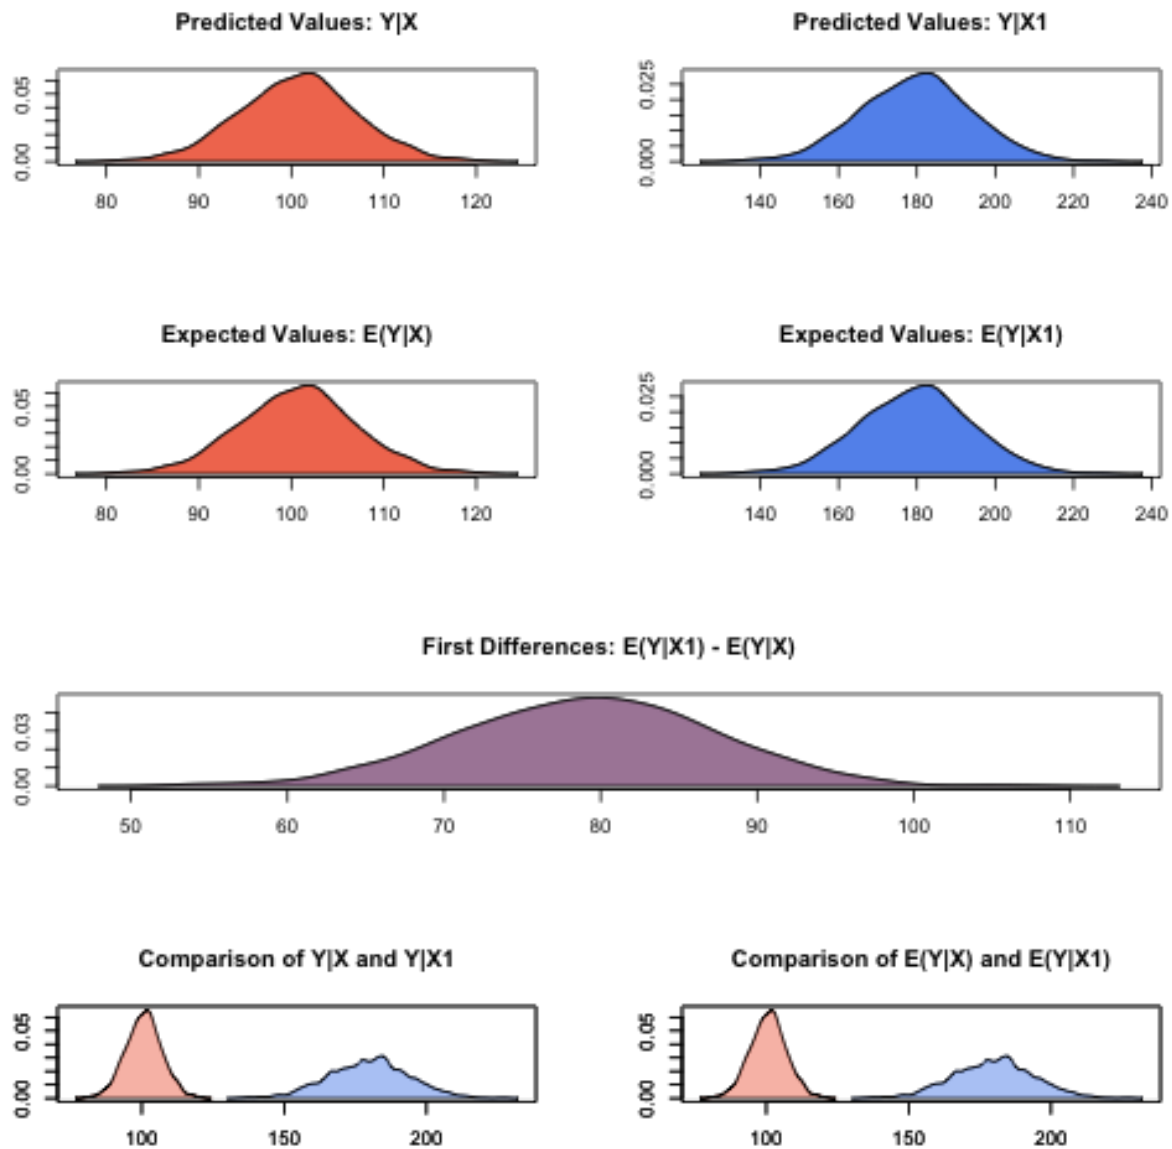 Predicted Values: Y|X
0.00 0.05
80 90 100 110 120
Predicted Values: Y|X1
0.000 0.025
140 160 180 200 220 240
Expected Values: E(Y|X)
0.00 0.05
80 90 100 110 120
Expected Values: E(Y|X1)
0.000 0.025
140 160 180 200 220 240
First Differences: E(Y|X1) - E(Y|X)
0.00 0.03
50 60 70 80 90 100 110
Comparison of Y|X and Y|X1
0.00 0.05
100 150 200
Comparison of E(Y|X) and E(Y|X1)
0.00 0.05
100 150 200